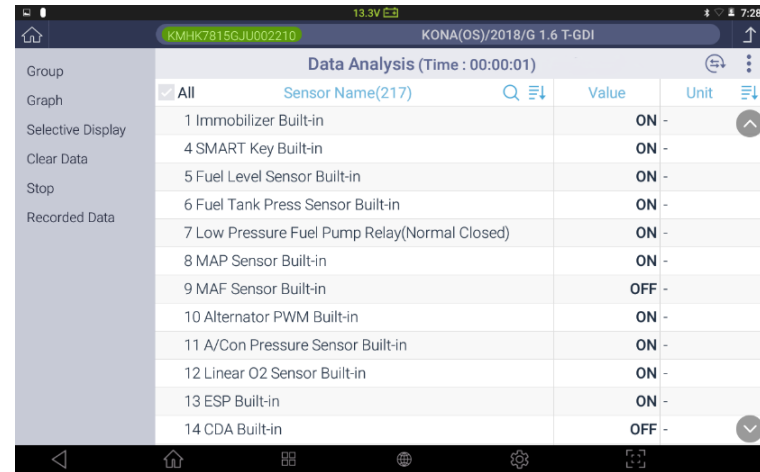 13.3V 7:28
KMHK7815GJU002210 KONA(OS)/2018/G 1.6 T-GDI
Data Analysis (Time : 00:00:01)
Group
Graph
Selective Display
Clear Data
Stop
Recorded Data
All Sensor Name(217) Value Unit
1 Immobilizer Built-in ON -
4 SMART Key Built-in ON -
5 Fuel Level Sensor Built-in ON -
6 Fuel Tank Press Sensor Built-in ON -
7 Low Pressure Fuel Pump Relay(Normal Closed) ON -
8 MAP Sensor Built-in ON -
9 MAF Sensor Built-in OFF -
10 Alternator PWM Built-in ON -
11 A/Con Pressure Sensor Built-in ON -
12 Linear O2 Sensor Built-in ON -
13 ESP Built-in ON -
14 CDA Built-in OFF -